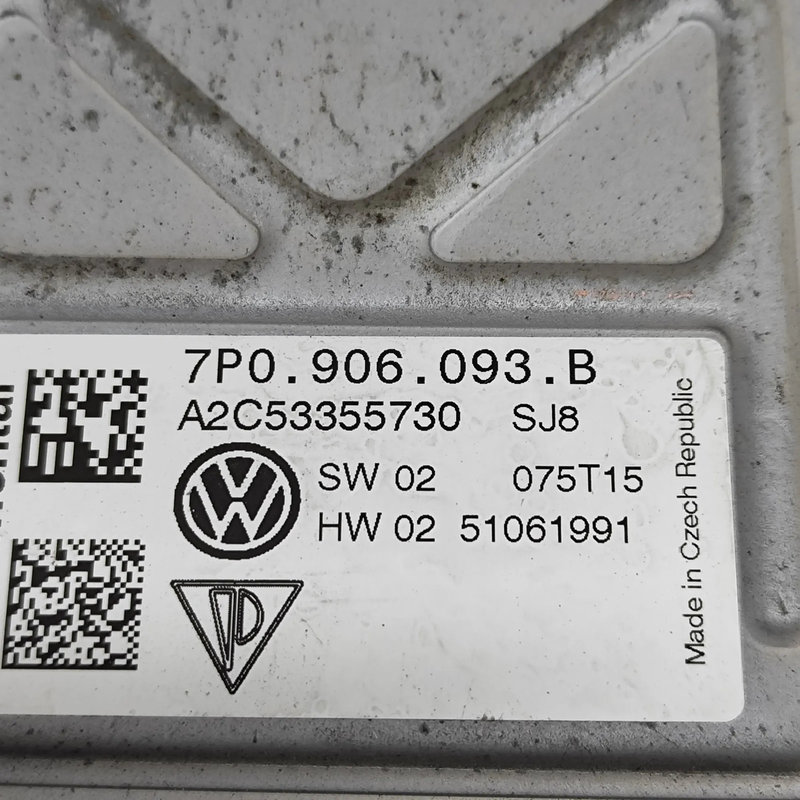 7P0.906.093.B
A2C53355730 SJ8
SW 02 075T15
HW 02 51061991
Made in Czech Republic